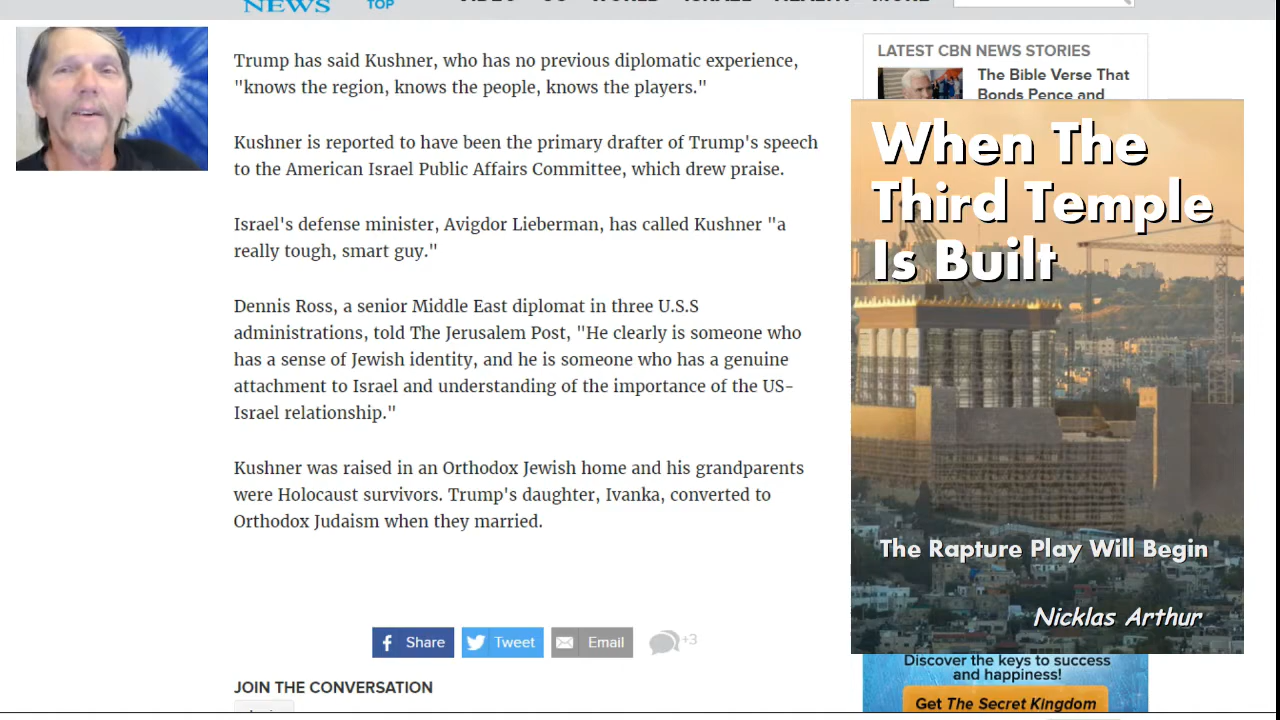 NEWS
TOP
VIDEO US WORLD ISRAEL HEALTH MORE
Trump has said Kushner, who has no previous diplomatic experience,
"knows the region, knows the people, knows the players."
Kushner is reported to have been the primary drafter of Trump's speech
to the American Israel Public Affairs Committee, which drew praise.
Israel's defense minister, Avigdor Lieberman, has called Kushner "a
really tough, smart guy."
Dennis Ross, a senior Middle East diplomat in three U.S.S
administrations, told The Jerusalem Post, "He clearly is someone who
has a sense of Jewish identity, and he is someone who has a genuine
attachment to Israel and understanding of the importance of the US-
Israel relationship."
Kushner was raised in an Orthodox Jewish home and his grandparents
were Holocaust survivors. Trump's daughter, Ivanka, converted to
Orthodox Judaism when they married.
Share
Tweet
Email
+3
JOIN THE CONVERSATION
LATEST CBN NEWS STORIES
The Bible Verse That
Bonds Pence and
When The
Third Temple
Is Built
The Rapture Play Will Begin
Nicklas Arthur
Discover the keys to success
and happiness!
Get The Secret Kingdom